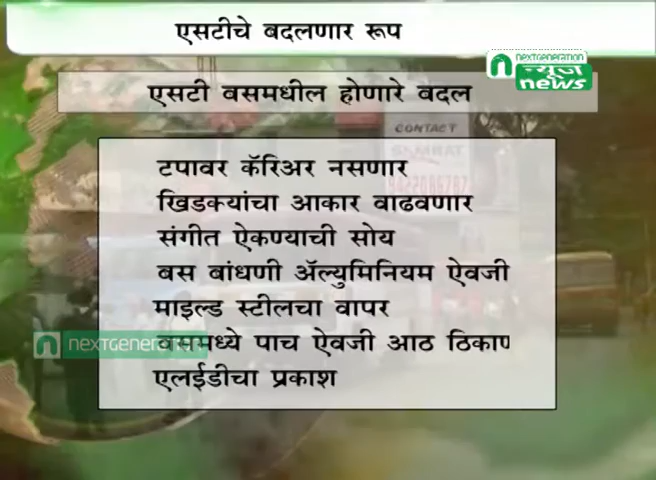 एसटीचे बदलणार रूप
nextgeneration
न्यूज
news
एसटी बसमधील होणारे बदल
CONTACT
टपावर कॅरिअर नसणार
खिडक्यांचा आकार वाढवणार
संगीत ऐकण्याची सोय
बस बांधणी ॲल्युमिनियम ऐवजी
माइल्ड स्टीलचा वापर
nextgeneration
बसमध्ये पाच ऐवजी आठ ठिकाण
एलईडीचा प्रकाश